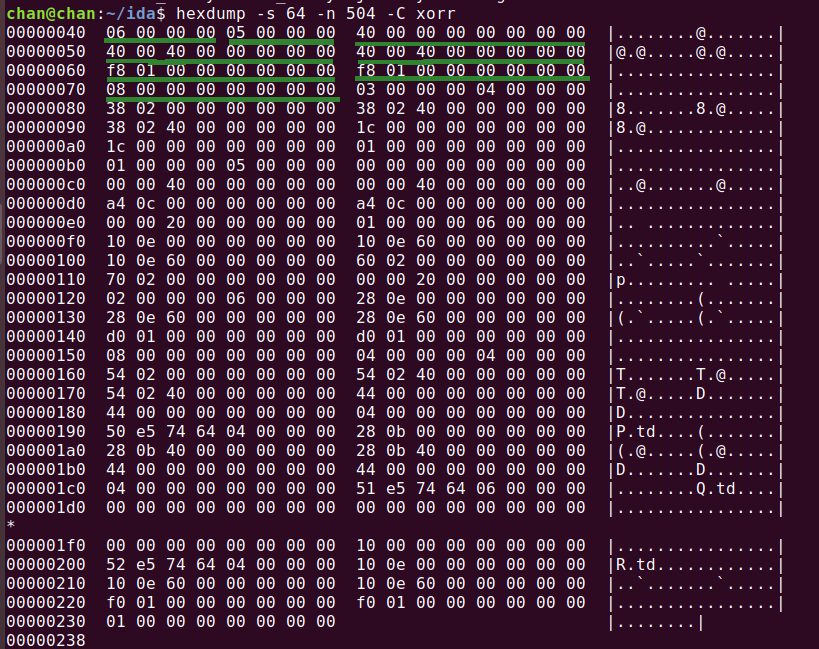 chan@chan:~/ida$ hexdump -s 64 -n 504 -C xorr
00000040  06 00 00 00 05 00 00 00  40 00 00 00 00 00 00 00  |........@.......|
00000050  40 00 40 00 00 00 00 00  40 00 40 00 00 00 00 00  |@.@.....@.@.....|
00000060  f8 01 00 00 00 00 00 00  f8 01 00 00 00 00 00 00  |................|
00000070  08 00 00 00 00 00 00 00  03 00 00 00 04 00 00 00  |................|
00000080  38 02 00 00 00 00 00 00  38 02 40 00 00 00 00 00  |8.......8.@.....|
00000090  38 02 40 00 00 00 00 00  1c 00 00 00 00 00 00 00  |8.@.............|
000000a0  1c 00 00 00 00 00 00 00  01 00 00 00 00 00 00 00  |................|
000000b0  01 00 00 00 05 00 00 00  00 00 00 00 00 00 00 00  |................|
000000c0  00 00 40 00 00 00 00 00  00 00 40 00 00 00 00 00  |..@.......@.....|
000000d0  a4 0c 00 00 00 00 00 00  a4 0c 00 00 00 00 00 00  |................|
000000e0  00 00 20 00 00 00 00 00  01 00 00 00 06 00 00 00  |.. .............|
000000f0  10 0e 00 00 00 00 00 00  10 0e 60 00 00 00 00 00  |..........`.....|
00000100  10 0e 60 00 00 00 00 00  60 02 00 00 00 00 00 00  |..`.....`.......|
00000110  70 02 00 00 00 00 00 00  00 00 20 00 00 00 00 00  |p......... .....|
00000120  02 00 00 00 06 00 00 00  28 0e 00 00 00 00 00 00  |........(.......|
00000130  28 0e 60 00 00 00 00 00  28 0e 60 00 00 00 00 00  |(.`.....(.`.....|
00000140  d0 01 00 00 00 00 00 00  d0 01 00 00 00 00 00 00  |................|
00000150  08 00 00 00 00 00 00 00  04 00 00 00 04 00 00 00  |................|
00000160  54 02 00 00 00 00 00 00  54 02 40 00 00 00 00 00  |T.......T.@.....|
00000170  54 02 40 00 00 00 00 00  44 00 00 00 00 00 00 00  |T.@.....D.......|
00000180  44 00 00 00 00 00 00 00  04 00 00 00 00 00 00 00  |D...............|
00000190  50 e5 74 64 04 00 00 00  28 0b 00 00 00 00 00 00  |P.td....(.......|
000001a0  28 0b 40 00 00 00 00 00  28 0b 40 00 00 00 00 00  |(.@.....(.@.....|
000001b0  44 00 00 00 00 00 00 00  44 00 00 00 00 00 00 00  |D.......D.......|
000001c0  04 00 00 00 00 00 00 00  51 e5 74 64 06 00 00 00  |........Q.td....|
000001d0  00 00 00 00 00 00 00 00  00 00 00 00 00 00 00 00  |................|
*
000001f0  00 00 00 00 00 00 00 00  10 00 00 00 00 00 00 00  |................|
00000200  52 e5 74 64 04 00 00 00  10 0e 00 00 00 00 00 00  |R.td............|
00000210  10 0e 60 00 00 00 00 00  10 0e 60 00 00 00 00 00  |..`.......`.....|
00000220  f0 01 00 00 00 00 00 00  f0 01 00 00 00 00 00 00  |................|
00000230  01 00 00 00 00 00 00 00                           |........|
00000238